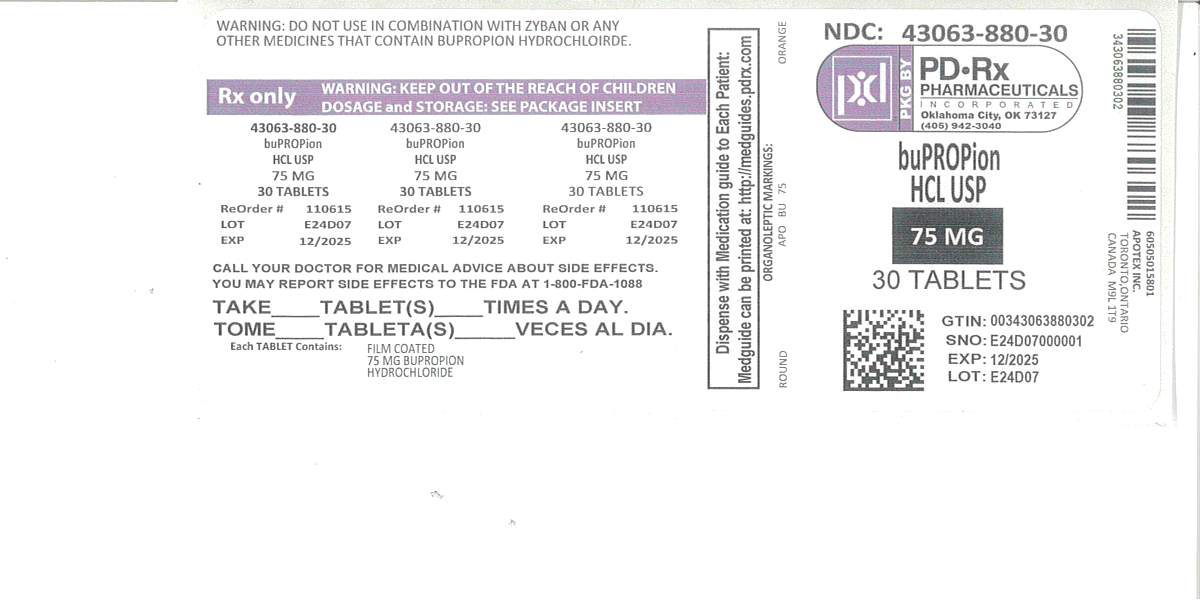 WARNING: DO NOT USE IN COMBINATION WITH ZYBAN OR ANY
OTHER MEDICINES THAT CONTAIN BUPROPION HYDROCHLOIRDE.
Rx only
WARNING: KEEP OUT OF THE REACH OF CHILDREN
DOSAGE and STORAGE: SEE PACKAGE INSERT
43063-880-30 43063-880-30 43063-880-30
buPROPion buPROPion buPROPion
HCL USP HCL USP HCL USP
75 MG 75 MG 75 MG
30 TABLETS 30 TABLETS 30 TABLETS
ReOrder # 110615 ReOrder # 110615 ReOrder # 110615
LOT E24D07 LOT E24D07 LOT E24D07
EXP 12/2025 EXP 12/2025 EXP 12/2025
CALL YOUR DOCTOR FOR MEDICAL ADVICE ABOUT SIDE EFFECTS.
YOU MAY REPORT SIDE EFFECTS TO THE FDA AT 1-800-FDA-1088
TAKE____TABLET(S)____TIMES A DAY.
TOME____TABLETA(S)_____VECES AL DIA.
Each TABLET Contains: FILM COATED
75 MG BUPROPION
HYDROCHLORIDE
Dispense with Medication guide to Each Patient:
Medguide can be printed at: http://medguides.pdrx.com
ORGANOLEPTIC MARKINGS:
ROUND APO BU 75 ORANGE
NDC: 43063-880-30
PKG BY
PD•Rx
PHARMACEUTICALS
INCORPORATED
Oklahoma City, OK 73127
(405) 942-3040
buPROPion
HCL USP
75 MG
30 TABLETS
GTIN: 00343063880302
SNO: E24D07000001
EXP: 12/2025
LOT: E24D07
343063880302
60505015801
APOTEX INC.
TORONTO,ONTARIO
CANADA M9L 1T9